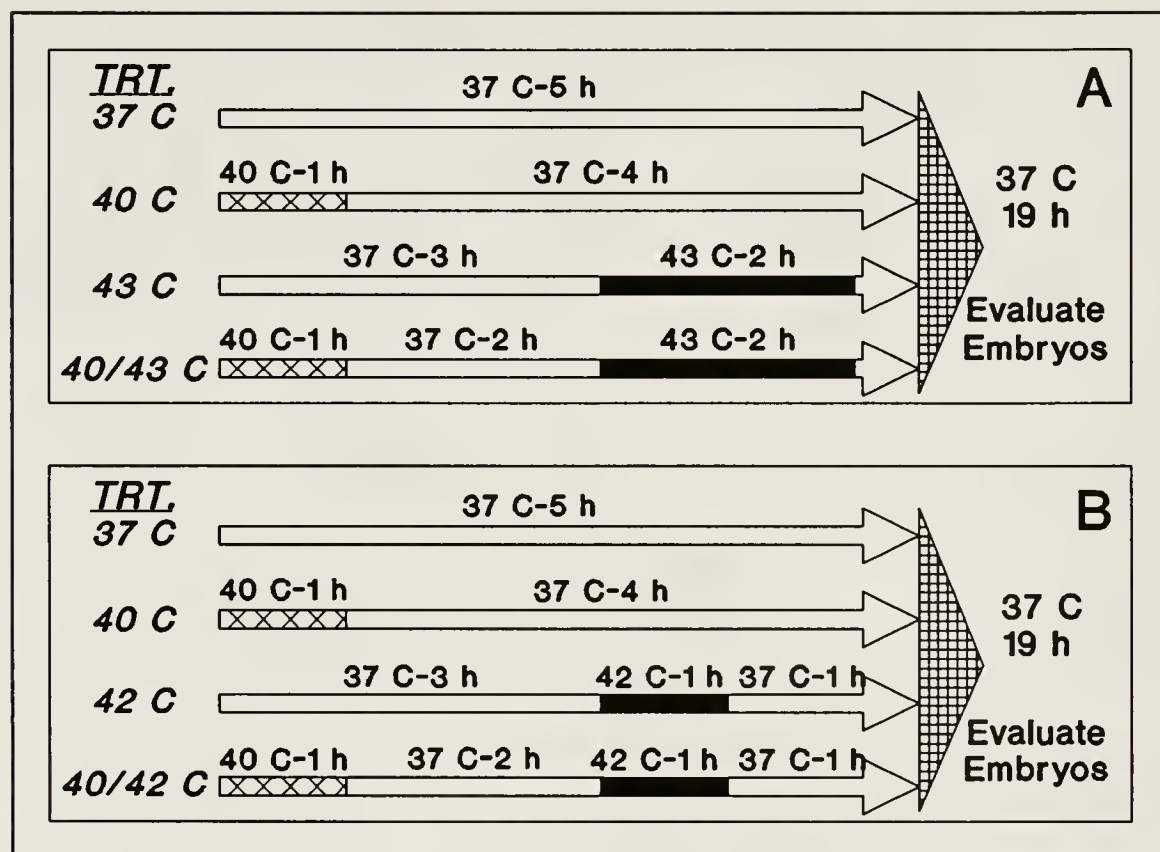 A
TRT.
37 C
37 C-5 h
40 C
40 C-1 h 37 C-4 h
43 C
37 C-3 h 43 C-2 h
40/43 C
40 C-1 h 37 C-2 h 43 C-2 h
37 C
19 h
Evaluate
Embryos
B
TRT.
37 C
37 C-5 h
40 C
40 C-1 h 37 C-4 h
42 C
37 C-3 h 42 C-1 h 37 C-1 h
40/42 C
40 C-1 h 37 C-2 h 42 C-1 h 37 C-1 h
37 C
19 h
Evaluate
Embryos